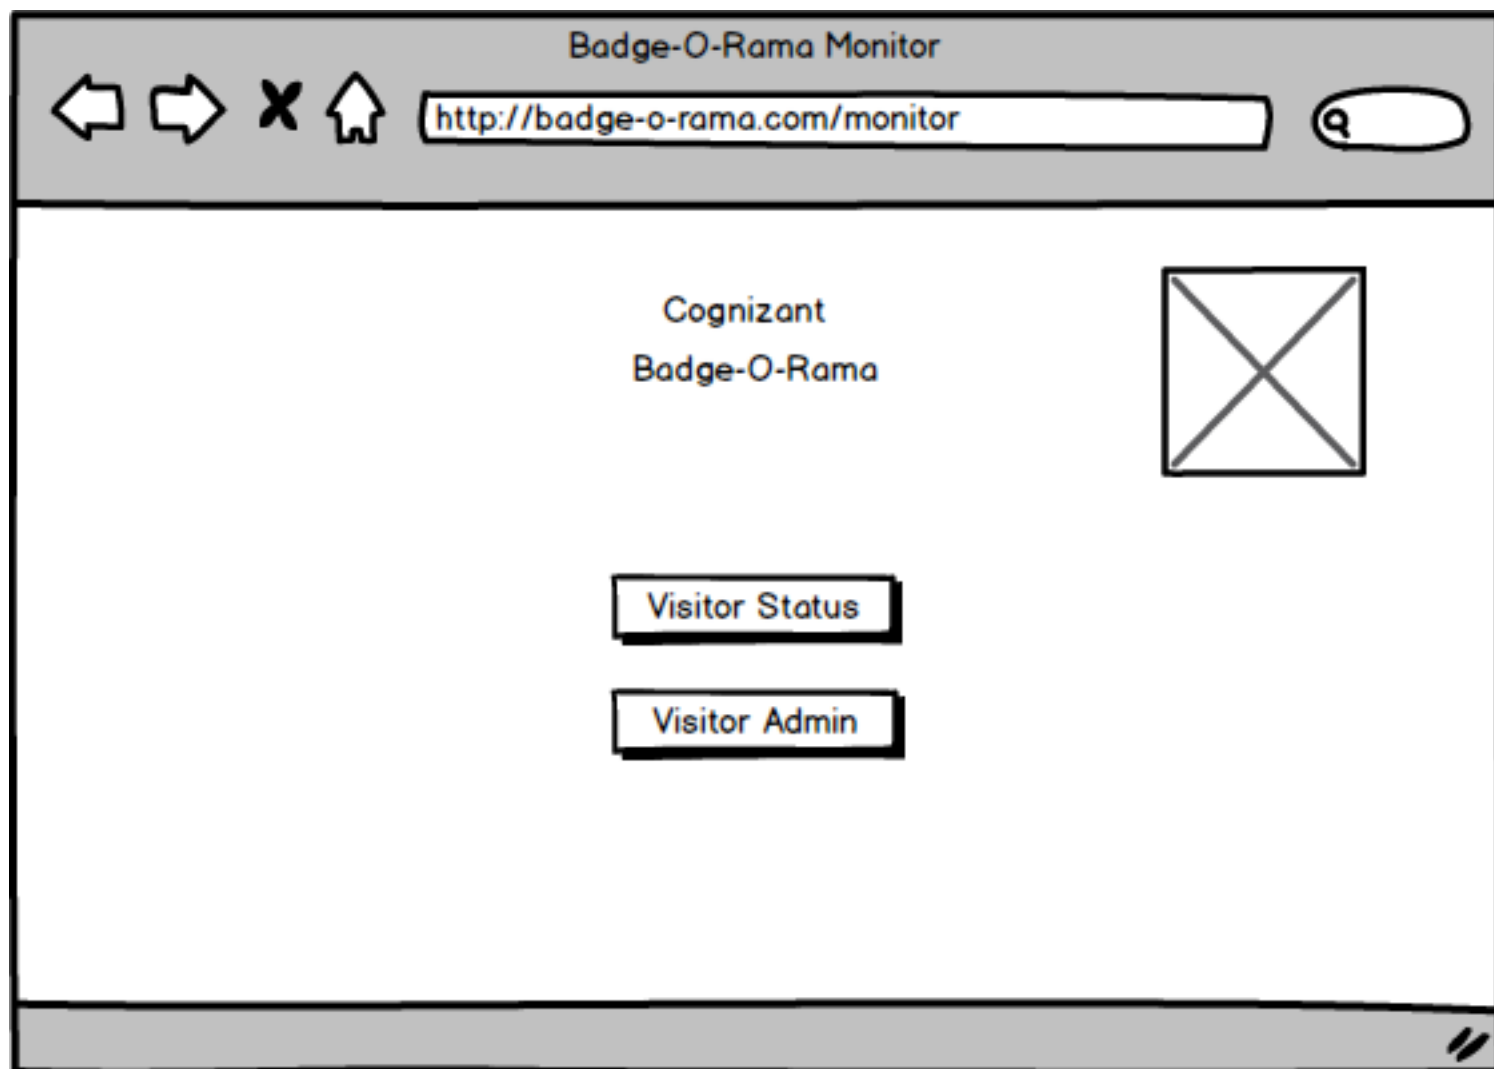 Badge-O-Rama Monitor
http://badge-o-rama.com/monitor
Cognizant
Badge-O-Rama
Visitor Status
Visitor Admin